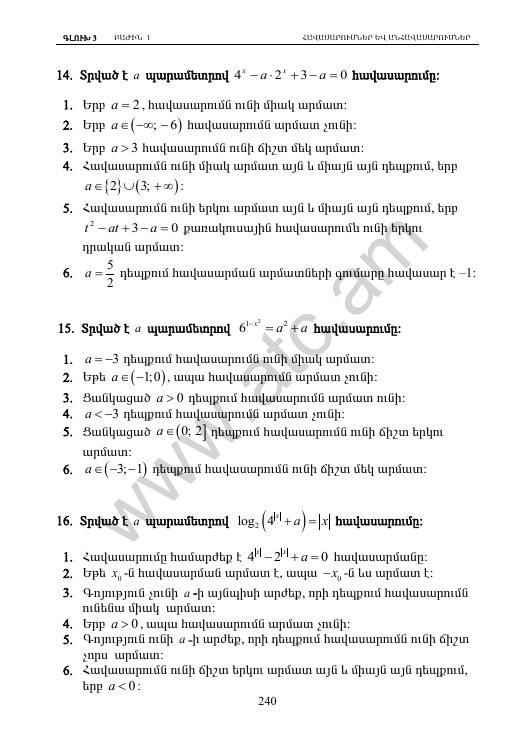 ԳԼՈՒԽ 3 ԲԱԺԻՆ 1 ՀԱՎԱՍԱՐՈՒՄՆԵՐ ԵՎ ԱՆՀԱՎԱՍԱՐՈՒՄՆԵՐ
14. Տրված է a պարամետրով 4^x − a·2^x + 3 − a = 0 հավասարումը:
1. Երբ a = 2, հավասարումն ունի միակ արմատ:
2. Երբ a ∈ (−∞; −6) հավասարումն արմատ չունի:
3. Երբ a > 3 հավասարումն ունի ճիշտ մեկ արմատ:
4. Հավասարումն ունի միակ արմատ այն և միայն այն դեպքում, երբ
a ∈ {2} ∪ (3; +∞):
5. Հավասարումն ունի երկու արմատ այն և միայն այն դեպքում, երբ
t² − at + 3 − a = 0 քառակուսային հավասարումն ունի երկու
դրական արմատ:
6. a = 5/2 դեպքում հավասարման արմատների գումարը հավասար է −1:
15. Տրված է a պարամետրով 6^(1−x²) = a² + a հավասարումը:
1. a = −3 դեպքում հավասարումն ունի միակ արմատ:
2. Եթե a ∈ (−1; 0), ապա հավասարումն արմատ չունի:
3. Ցանկացած a > 0 դեպքում հավասարումն արմատ ունի:
4. a < −3 դեպքում հավասարումն արմատ չունի:
5. Ցանկացած a ∈ (0; 2] դեպքում հավասարումն ունի ճիշտ երկու
արմատ:
6. a ∈ (−3; −1) դեպքում հավասարումն ունի ճիշտ մեկ արմատ:
16. Տրված է a պարամետրով log₂(4^|x| + a) = |x| հավասարումը:
1. Հավասարումը համարժեք է 4^|x| − 2^|x| + a = 0 հավասարմանը:
2. Եթե x₀-ն հավասարման արմատ է, ապա −x₀-ն ևս արմատ է:
3. Գոյություն չունի a-ի այնպիսի արժեք, որի դեպքում հավասարումն
ունենա միակ արմատ:
4. Երբ a > 0, ապա հավասարումն արմատ չունի:
5. Գոյություն ունի a-ի արժեք, որի դեպքում հավասարումն ունի ճիշտ
չորս արմատ:
6. Հավասարումն ունի ճիշտ երկու արմատ այն և միայն այն դեպքում,
երբ a < 0:
240
www.atc.am